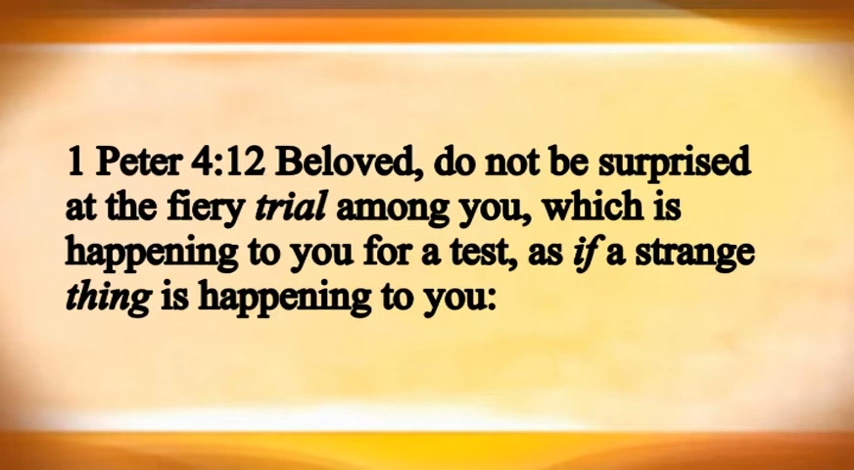 1 Peter 4:12 Beloved, do not be surprised
at the fiery trial among you, which is
happening to you for a test, as if a strange
thing is happening to you: